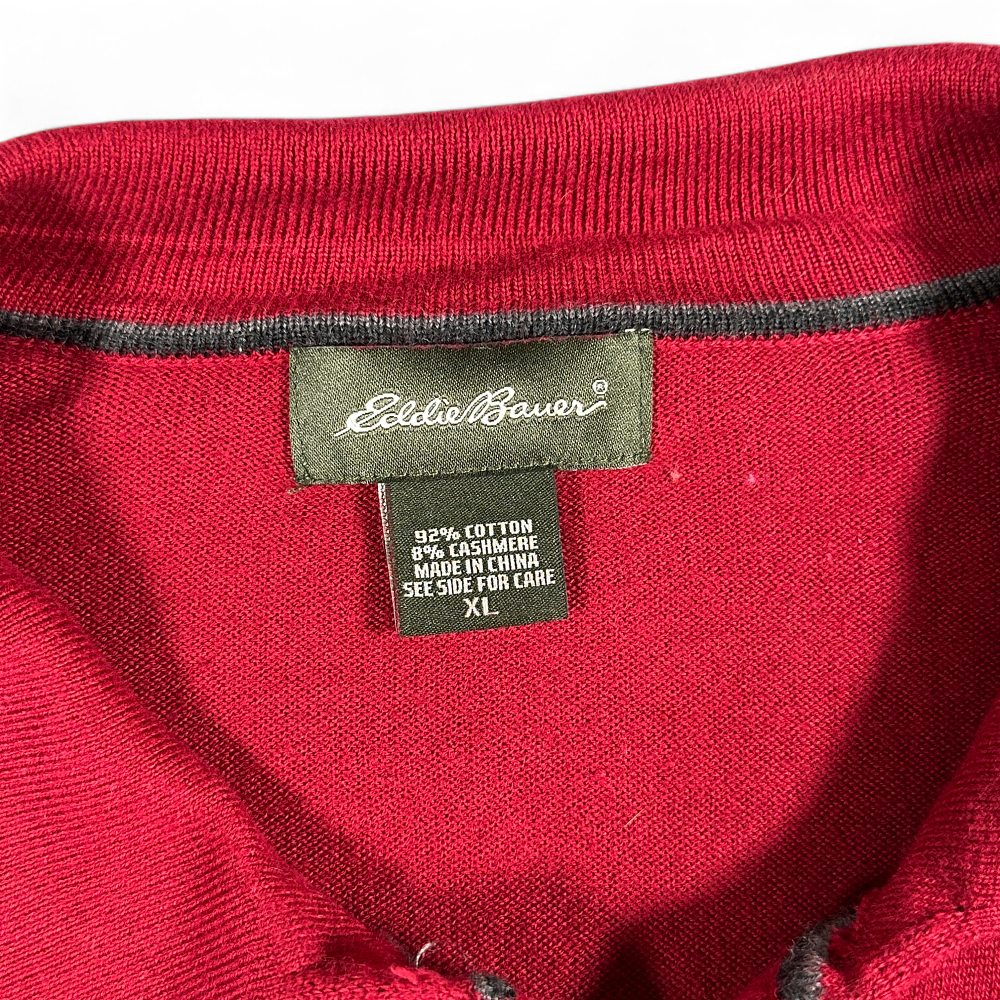 Eddie Bauer®
92% COTTON
8% CASHMERE
MADE IN CHINA
SEE SIDE FOR CARE
XL